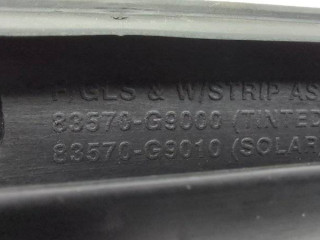 F/GLS & W/STRIP AS
83570-G9000 (TINTED
83570-G9010 (SOLAR